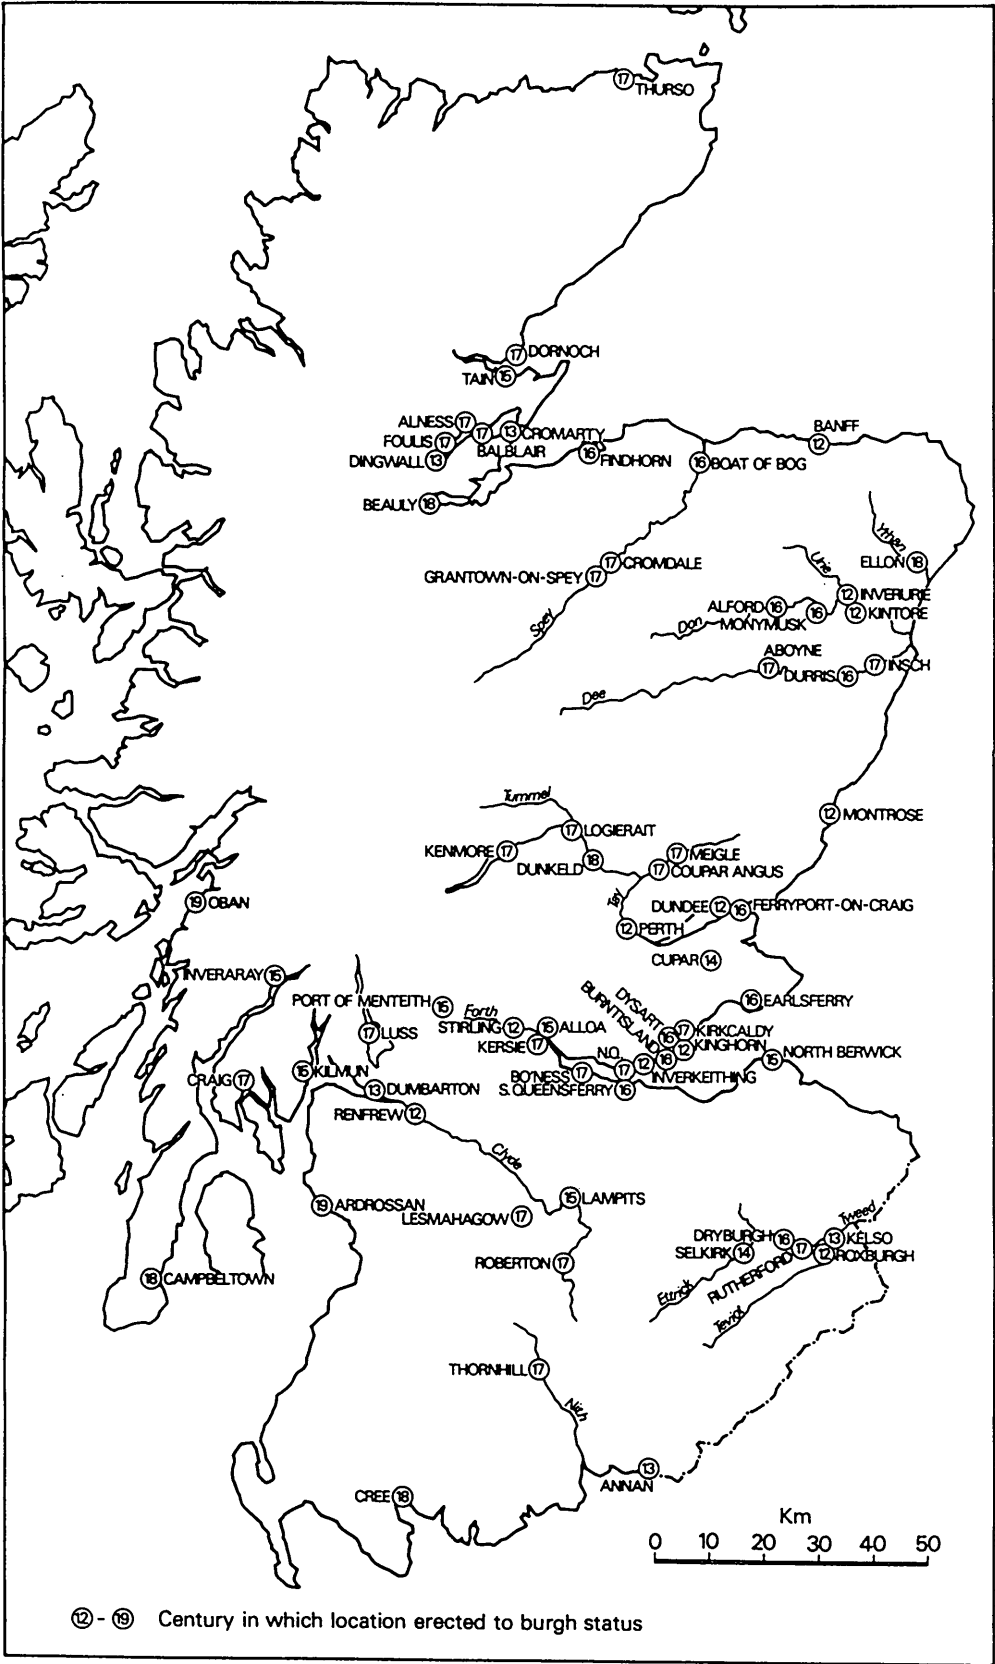 17
THURSO
17 DORNOCH
TAIN 15
ALNESS 17
FOULIS 17
17
BALBLAIR
13 CROMARTY
DINGWALL 13
16 FINDHORN
BANFF
12
16 BOAT OF BOG
BEAULY 18
Ythan
ELLON 18
17 CROMDALE
GRANTOWN-ON-SPEY 17
Spey
Urie
12 INVERURIE
ALFORD 16
16
MONYMUSK
12 KINTORE
Don
ABOYNE
17
DURRIS 16
17 INSCH
Dee
Tummel
12 MONTROSE
17 LOGIERAIT
KENMORE 17
DUNKELD 18
17 MEIGLE
17 COUPAR ANGUS
Tay
DUNDEE 12
16 FERRYPORT-ON-CRAIG
12 PERTH
19 OBAN
CUPAR 14
INVERARAY 15
PORT OF MENTEITH 15
Forth
STIRLING 12
15 ALLOA
KERSIE 17
17 LUSS
16 EARLSFERRY
DYSART 16
BURNTISLAND 16
17 KIRKCALDY
12 KINGHORN
N.Q. 17
12
INVERKEITHING
15
NORTH BERWICK
BO'NESS 17
S. QUEENSFERRY 16
CRAIG 17
15 KILMUN
13 DUMBARTON
RENFREW 12
Clyde
19 ARDROSSAN
15 LAMPITS
LESMAHAGOW 17
ROBERTON 17
Tweed
DRYBURGH 16
SELKIRK 14
RUTHERFORD 17
13 KELSO
12 ROXBURGH
Ettrick
Teviot
18 CAMPBELTOWN
THORNHILL 17
Nith
13
ANNAN
CREE 18
Km
0 10 20 30 40 50
12 - 19 Century in which location erected to burgh status